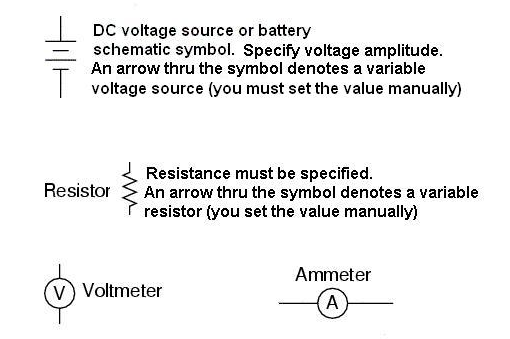 DC voltage source or battery
schematic symbol. Specify voltage amplitude.
An arrow thru the symbol denotes a variable
voltage source (you must set the value manually)
Resistance must be specified.
Resistor An arrow thru the symbol denotes a variable
resistor (you set the value manually)
Ammeter
V Voltmeter
A